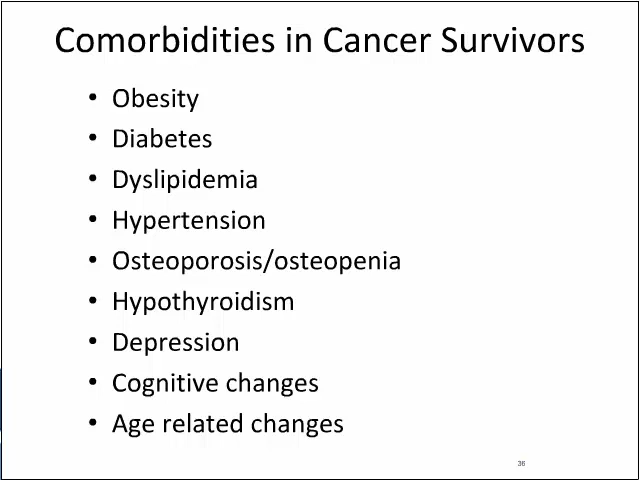 Comorbidities in Cancer Survivors
• Obesity
• Diabetes
• Dyslipidemia
• Hypertension
• Osteoporosis/osteopenia
• Hypothyroidism
• Depression
• Cognitive changes
• Age related changes
36